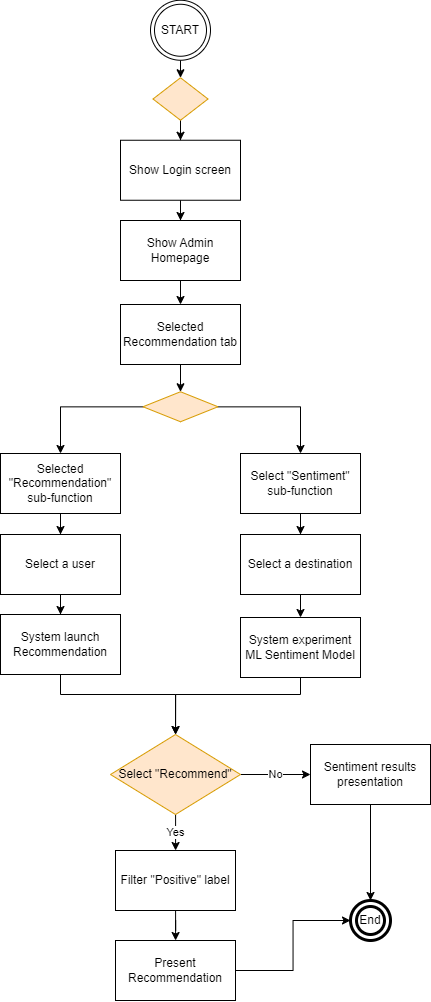 START
Show Login screen
Show Admin
Homepage
Selected
Recommendation tab
Selected
"Recommendation"
sub-function
Select "Sentiment"
sub-function
Select a user
Select a destination
System launch
Recommendation
System experiment
ML Sentiment Model
Select "Recommend"
No
Sentiment results
presentation
Yes
Filter "Positive" label
End
Present
Recommendation